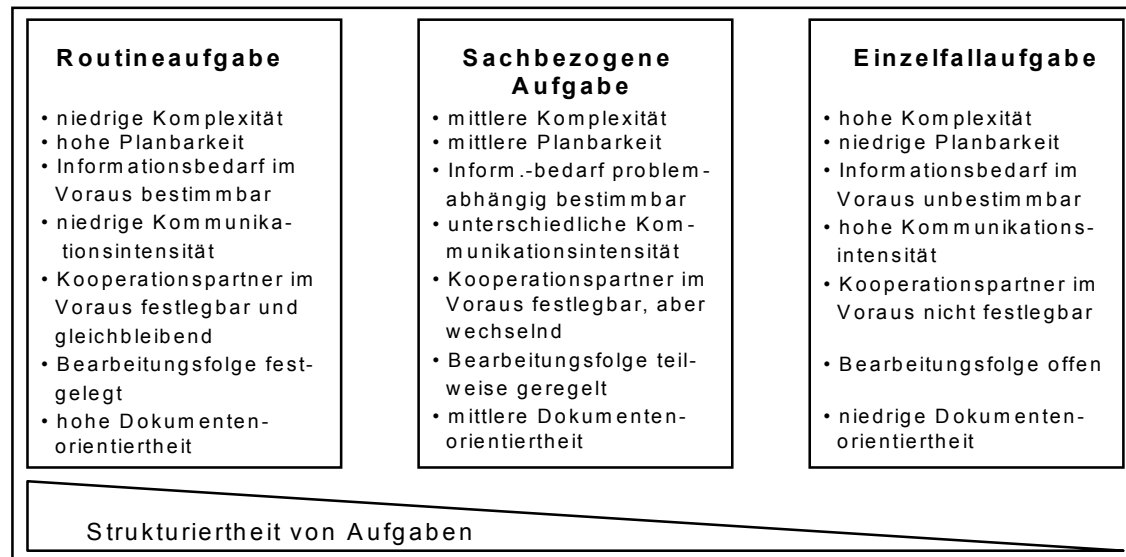 Routineaufgabe
• niedrige Komplexität
• hohe Planbarkeit
• Informationsbedarf im
Voraus bestimmbar
• niedrige Kommunika-
tionsintensität
• Kooperationspartner im
Voraus festlegbar und
gleichbleibend
• Bearbeitungsfolge fest-
gelegt
• hohe Dokumenten-
orientiertheit
Sachbezogene
Aufgabe
• mittlere Komplexität
• mittlere Planbarkeit
• Inform.-bedarf problem-
abhängig bestimmbar
• unterschiedliche Kom-
munikationsintensität
• Kooperationspartner im
Voraus festlegbar, aber
wechselnd
• Bearbeitungsfolge teil-
weise geregelt
• mittlere Dokumenten-
orientiertheit
Einzelfallaufgabe
• hohe Komplexität
• niedrige Planbarkeit
• Informationsbedarf im
Voraus unbestimmbar
• hohe Kommunikations-
intensität
• Kooperationspartner im
Voraus nicht festlegbar
• Bearbeitungsfolge offen
• niedrige Dokumenten-
orientiertheit
Strukturiertheit von Aufgaben